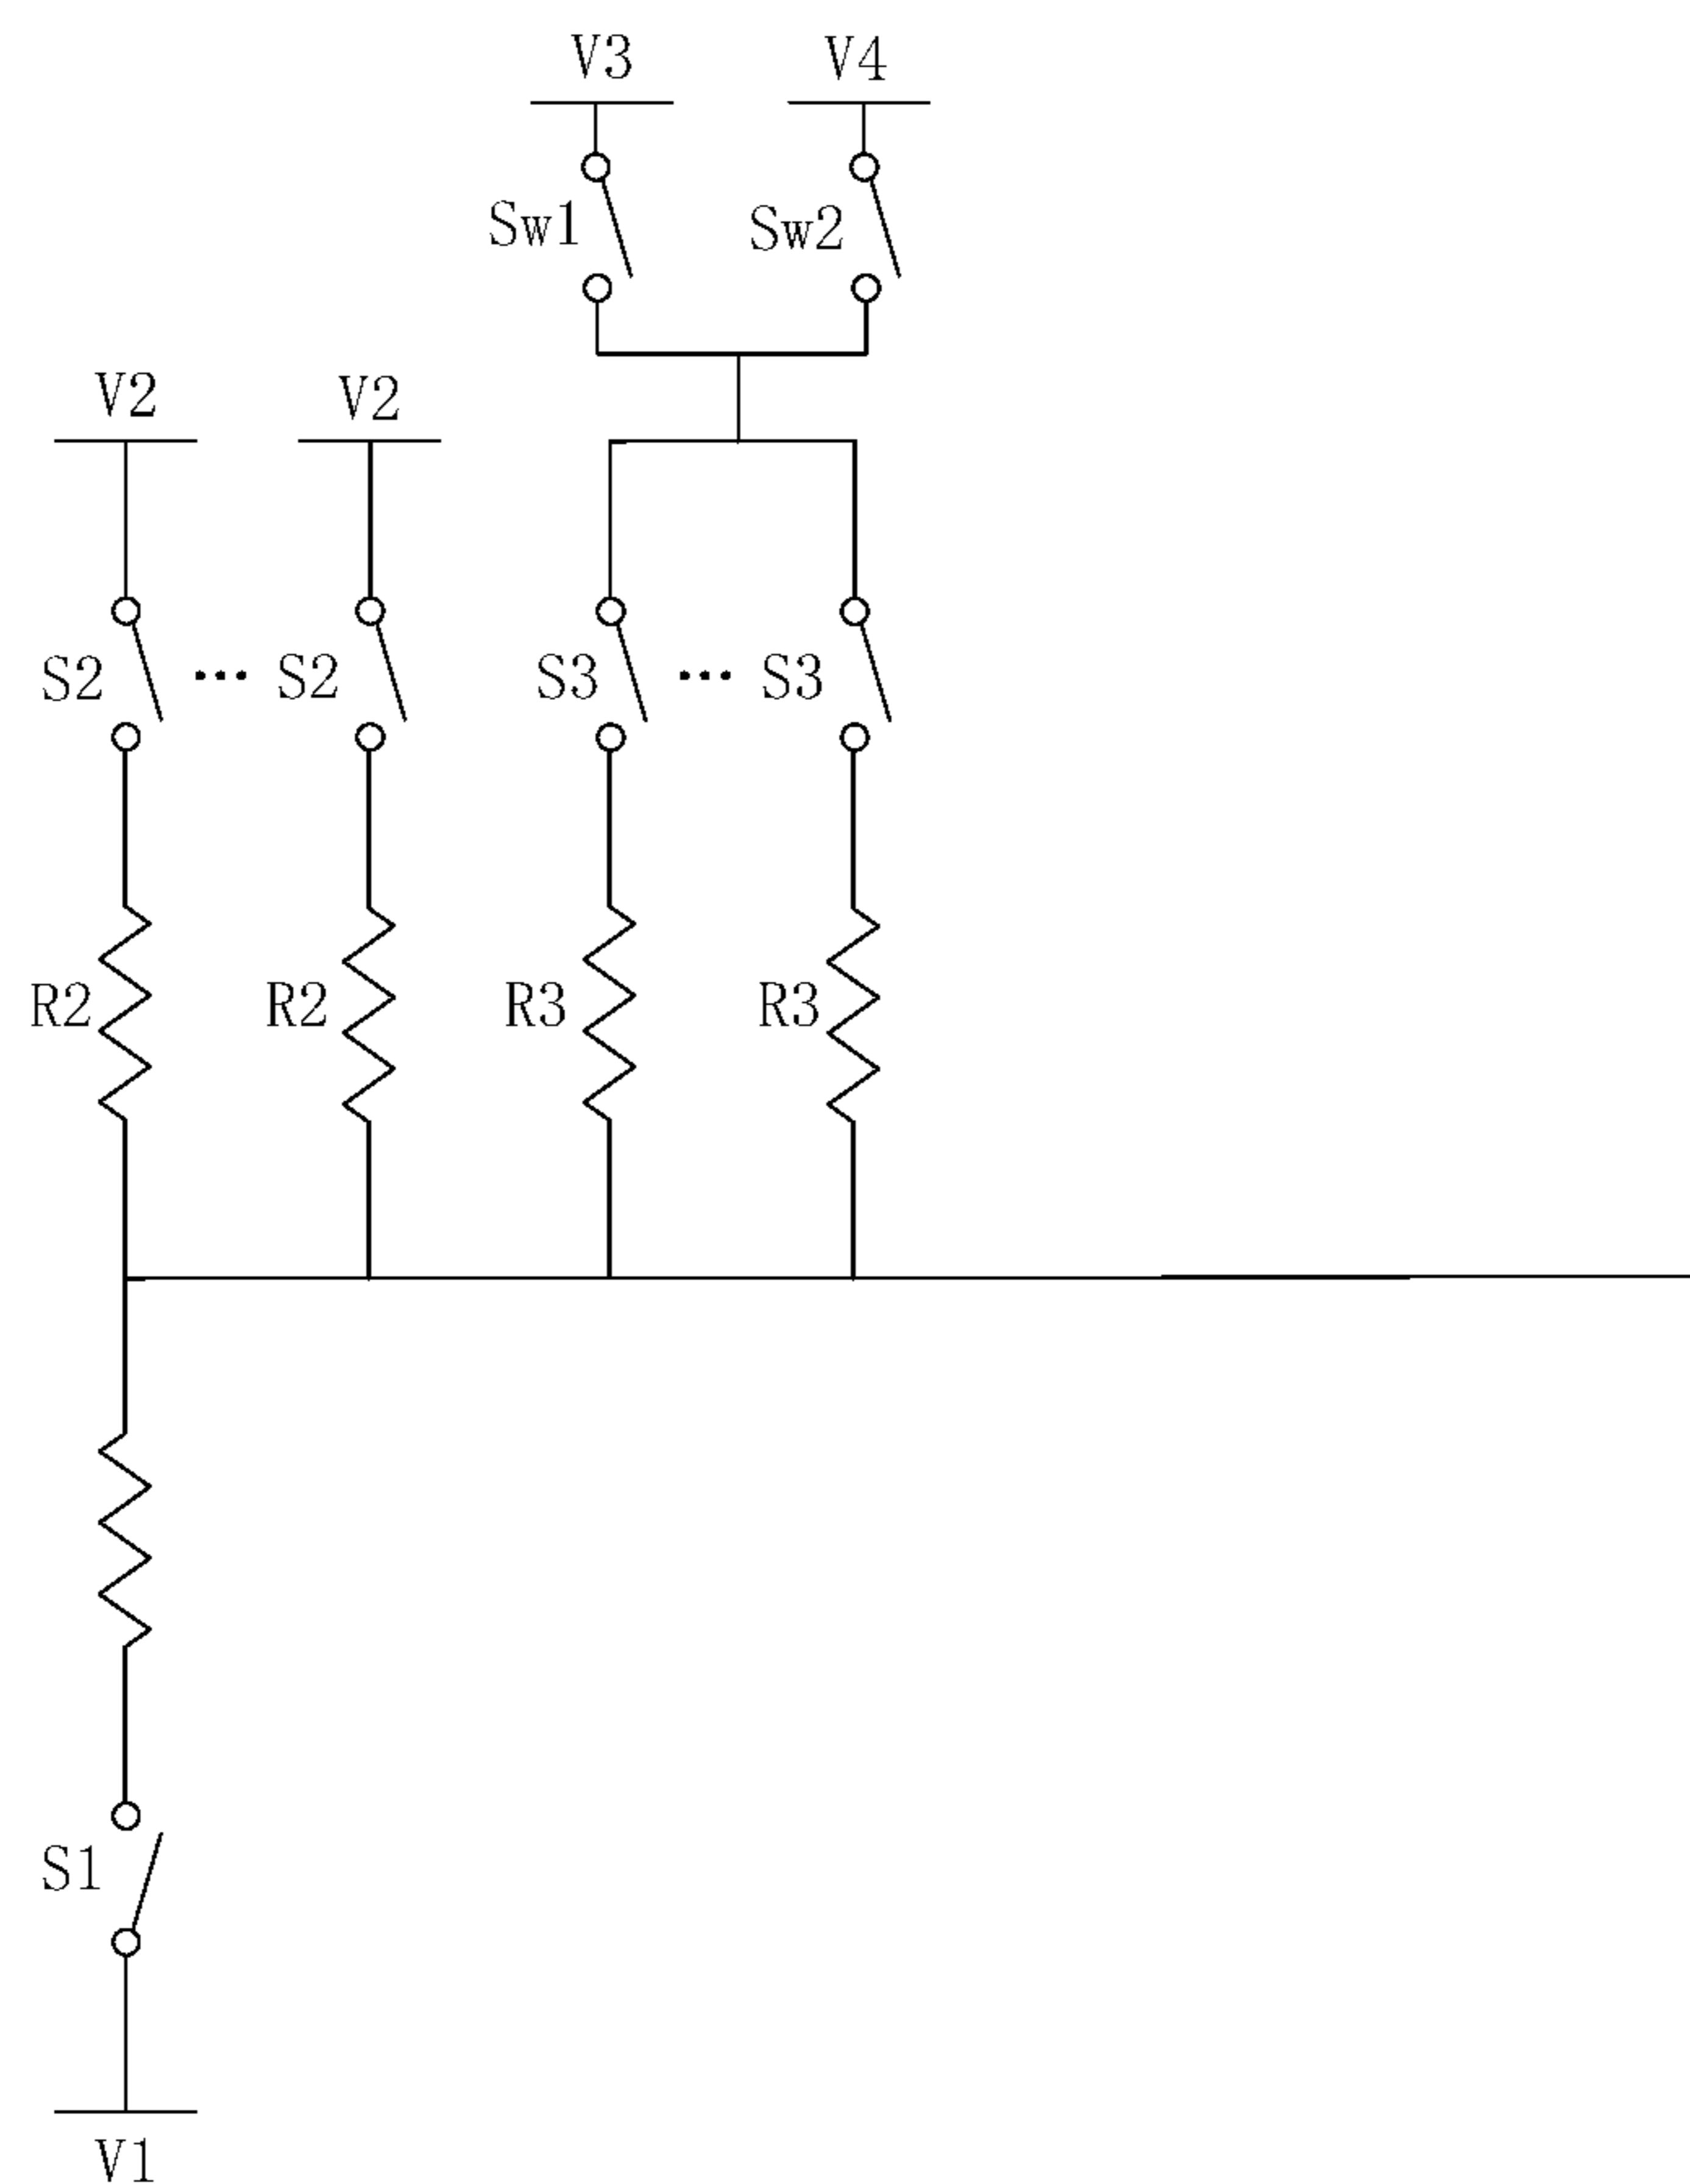 V3 V4
Sw1 Sw2
V2 V2
S2 ... S2 S3 ... S3
R2 R2 R3 R3
S1
V1